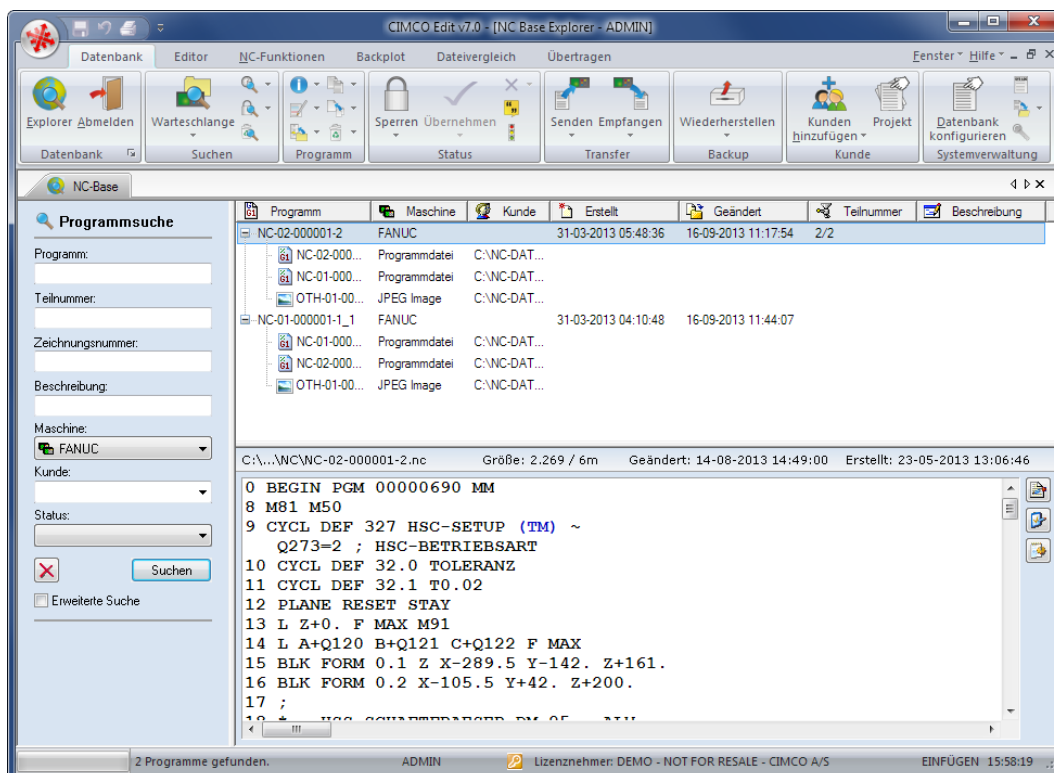 CIMCO Edit v7.0 - [NC Base Explorer - ADMIN]
Datenbank Editor NC-Funktionen Backplot Dateivergleich Übertragen Fenster Hilfe
Explorer Abmelden Warteschlange Sperren Übernehmen Senden Empfangen Wiederherstellen Kunden hinzufügen Projekt Datenbank konfigurieren
Datenbank Suchen Programm Status Transfer Backup Kunde Systemverwaltung
NC-Base
Programmsuche
Programm:
Teilnummer:
Zeichnungsnummer:
Beschreibung:
Maschine:
FANUC
Kunde:
Status:
Suchen
Erweiterte Suche
Programm Maschine Kunde Erstellt Geändert Teilnummer Beschreibung
NC-02-000001-2 FANUC 31-03-2013 05:48:36 16-09-2013 11:17:54 2/2
NC-02-000... Programmdatei C:\NC-DAT...
NC-01-000... Programmdatei C:\NC-DAT...
OTH-01-00... JPEG Image C:\NC-DAT...
NC-01-000001-1_1 FANUC 31-03-2013 04:10:48 16-09-2013 11:44:07
NC-01-000... Programmdatei C:\NC-DAT...
NC-02-000... Programmdatei C:\NC-DAT...
OTH-01-00... JPEG Image C:\NC-DAT...
C:\...\NC\NC-02-000001-2.nc Größe: 2.269 / 6m Geändert: 14-08-2013 14:49:00 Erstellt: 23-05-2013 13:06:46
0 BEGIN PGM 00000690 MM
8 M81 M50
9 CYCL DEF 327 HSC-SETUP (TM) ~
Q273=2 ; HSC-BETRIEBSART
10 CYCL DEF 32.0 TOLERANZ
11 CYCL DEF 32.1 T0.02
12 PLANE RESET STAY
13 L Z+0. F MAX M91
14 L A+Q120 B+Q121 C+Q122 F MAX
15 BLK FORM 0.1 Z X-289.5 Y-142. Z+161.
16 BLK FORM 0.2 X-105.5 Y+42. Z+200.
17 ;
2 Programme gefunden. ADMIN Lizenznehmer: DEMO - NOT FOR RESALE - CIMCO A/S EINFÜGEN 15:58:19